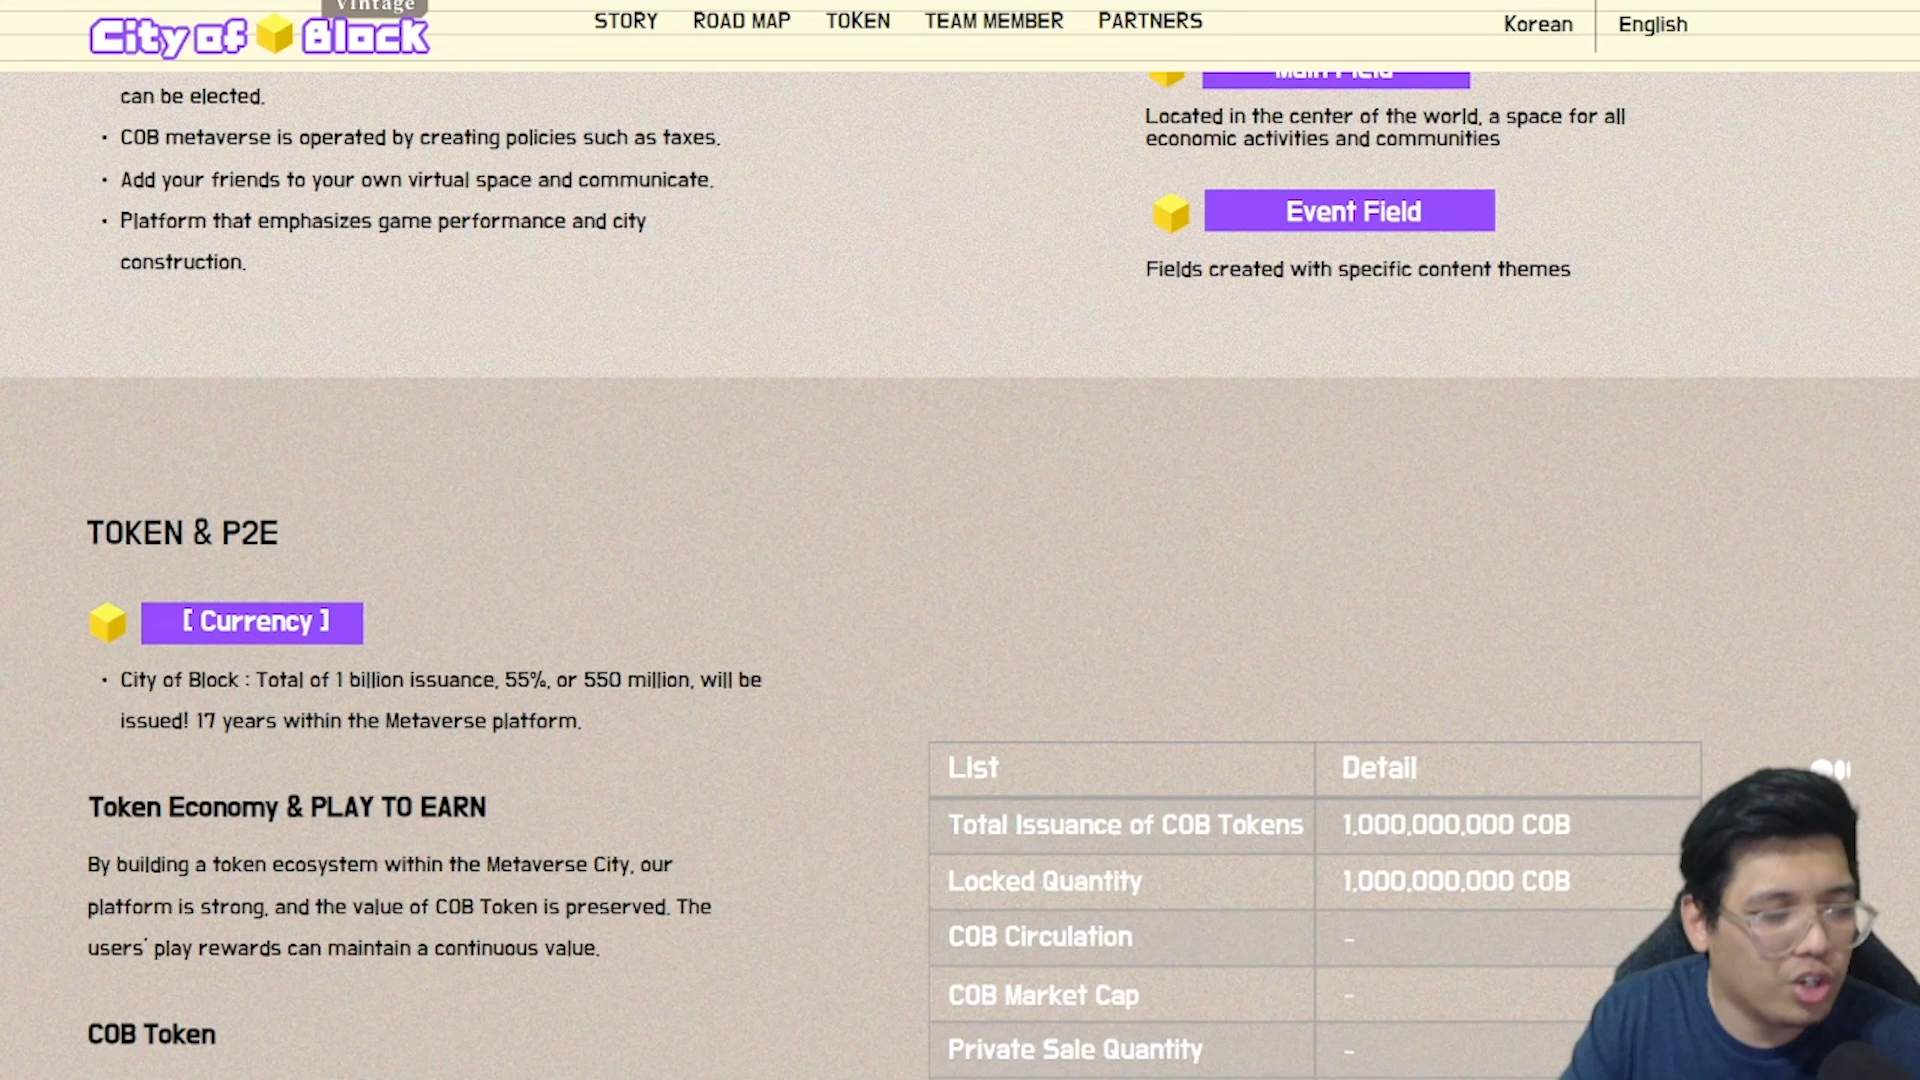 Vintage
City of Block
STORY
ROAD MAP
TOKEN
TEAM MEMBER
PARTNERS
Korean
English
can be elected.
• COB metaverse is operated by creating policies such as taxes.
• Add your friends to your own virtual space and communicate.
• Platform that emphasizes game performance and city
construction.
Main Field
Located in the center of the world, a space for all
economic activities and communities
Event Field
Fields created with specific content themes
TOKEN & P2E
[ Currency ]
• City of Block : Total of 1 billion issuance, 55%, or 550 million, will be
issued! 17 years within the Metaverse platform.
Token Economy & PLAY TO EARN
By building a token ecosystem within the Metaverse City, our
platform is strong, and the value of COB Token is preserved. The
users' play rewards can maintain a continuous value.
COB Token
List
Detail
Total Issuance of COB Tokens
1,000,000,000 COB
Locked Quantity
1,000,000,000 COB
COB Circulation
-
COB Market Cap
-
Private Sale Quantity
-